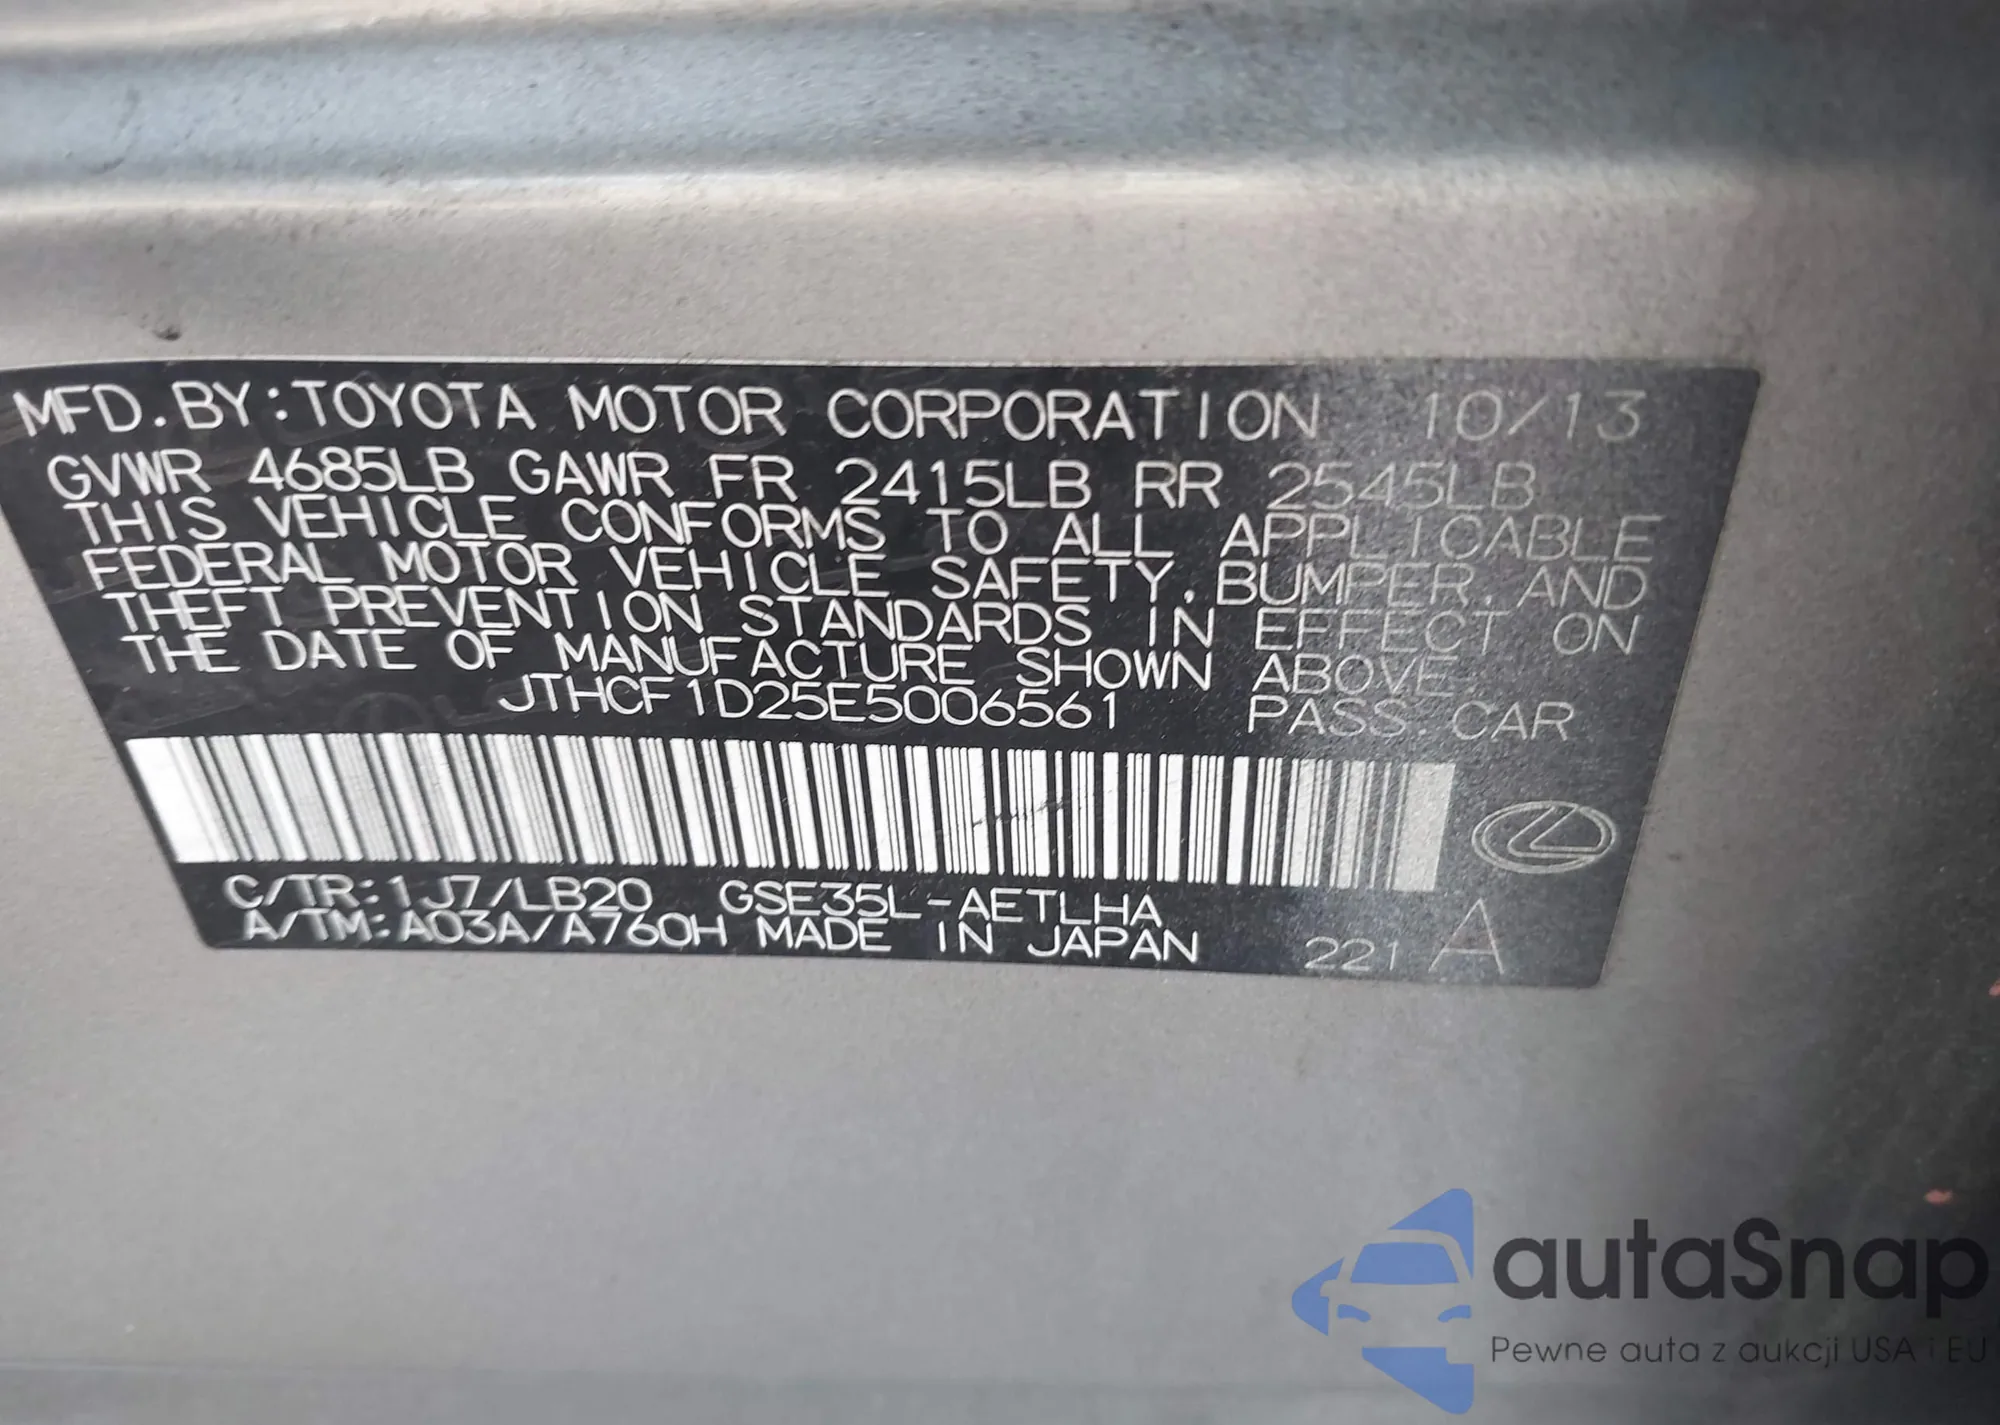 MFD.BY:TOYOTA MOTOR CORPORATION 10/13
GVWR 4685LB GAWR FR 2415LB RR 2545LB
THIS VEHICLE CONFORMS TO ALL APPLICABLE
FEDERAL MOTOR VEHICLE SAFETY, BUMPER, AND
THEFT PREVENTION STANDARDS IN EFFECT ON
THE DATE OF MANUFACTURE SHOWN ABOVE.
JTHCF1D25E5006561 PASS. CAR
C/TR:1J7/LB20 GSE35L-AETLHA
A/TM:A03A/A760H MADE IN JAPAN 221 A
autaSnap
Pewne auta z aukcji USA i EU